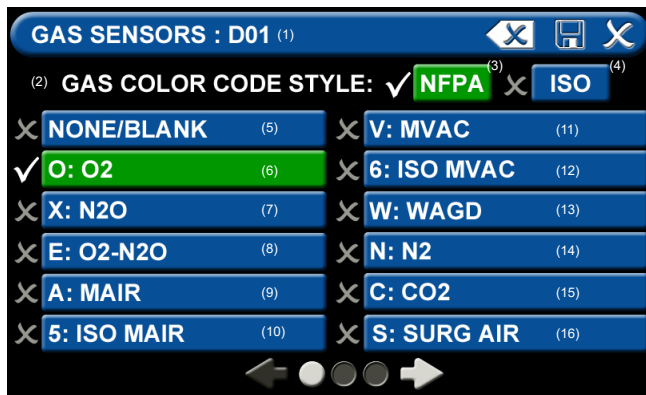 GAS SENSORS : D01 (1)
(2) GAS COLOR CODE STYLE: NFPA (3) ISO (4)
NONE/BLANK (5) V: MVAC (11)
O: O2 (6) 6: ISO MVAC (12)
X: N2O (7) W: WAGD (13)
E: O2-N2O (8) N: N2 (14)
A: MAIR (9) C: CO2 (15)
5: ISO MAIR (10) S: SURG AIR (16)